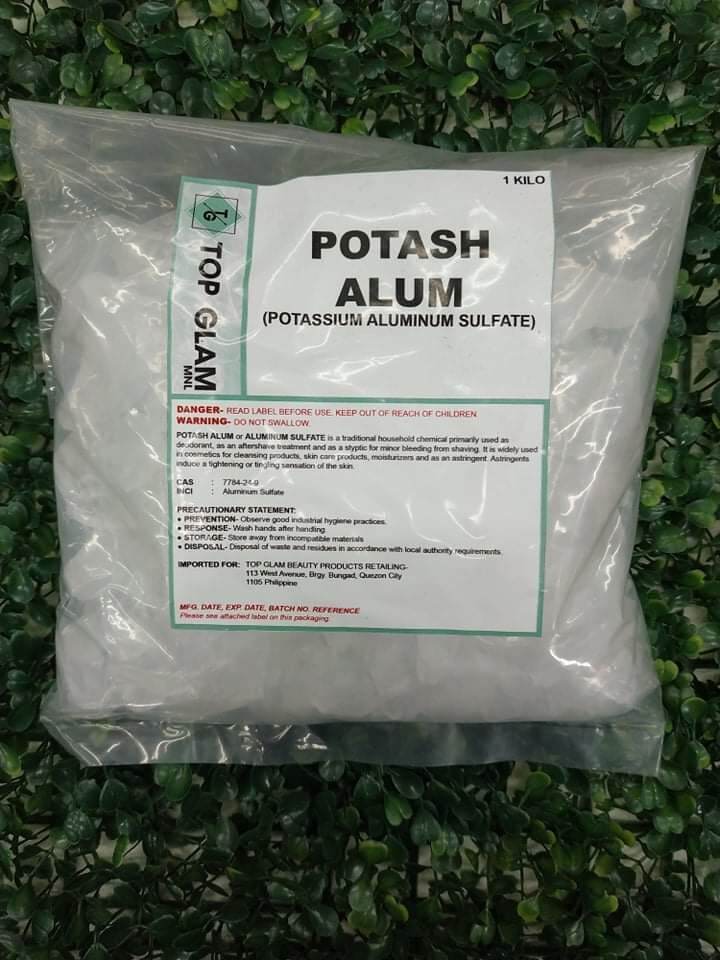 1 KILO
TOP GLAM
MNL
POTASH
ALUM
(POTASSIUM ALUMINUM SULFATE)
DANGER- READ LABEL BEFORE USE. KEEP OUT OF REACH OF CHILDREN.
WARNING- DO NOT SWALLOW.
POTASH ALUM or ALUMINUM SULFATE is a traditional household chemical primarily used as
deodorant, as an aftershave treatment and as a styptic for minor bleeding from shaving. It is widely used
in cosmetics for cleansing products, skin care products, moisturizers and as an astringent. Astringents
induce a tightening or tingling sensation of the skin.
CAS : 7784-24-9
INCI : Aluminum Sulfate
PRECAUTIONARY STATEMENT:
• PREVENTION- Observe good industrial hygiene practices.
• RESPONSE- Wash hands after handling.
• STORAGE- Store away from incompatible materials
• DISPOSAL- Disposal of waste and residues in accordance with local authority requirements.
IMPORTED FOR: TOP GLAM BEAUTY PRODUCTS RETAILING-
113 West Avenue, Brgy. Bungad, Quezon City
1105 Philippine
MFG. DATE, EXP. DATE, BATCH NO. REFERENCE
Please see attached label on this packaging.